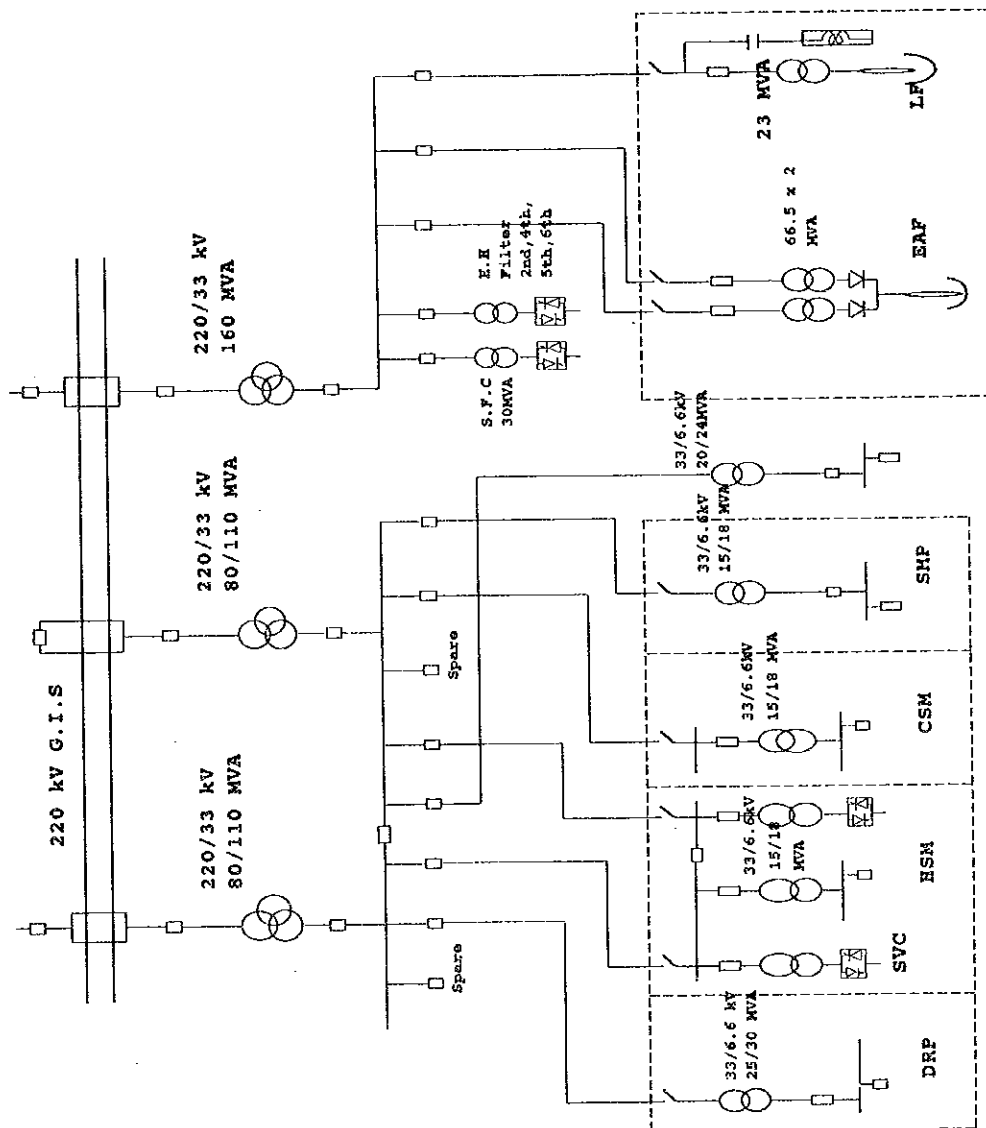 220 kV G.I.S
220/33 kV
80/110 MVA
220/33 kV
80/110 MVA
220/33 kV
160 MVA
Spare
Spare
S.F.C
30MVA
E.H
Filter
2nd,4th,
5th,6th
33/6.6 kV
25/30 MVA
DRP
SVC
33/6.6kV
15/18
MVA
HSM
33/6.6kV
15/18 MVA
CSM
33/6.6kV
15/18 MVA
SMP
33/6.6kV
20/24MVA
66.5 x 2
MVA
EAF
23 MVA
LF